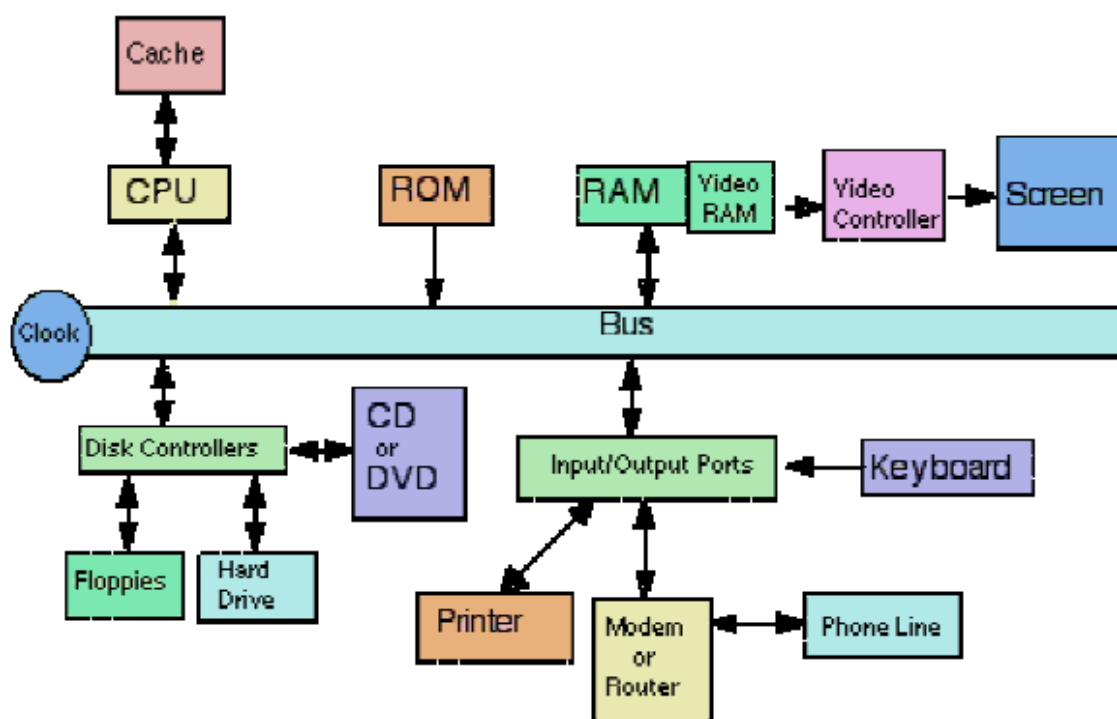 Cache
CPU
ROM
RAM
Video
RAM
Video
Controller
Screen
Clook
Bus
Disk Controllers
CD
or
DVD
Input/Output Ports
Keyboard
Floppies
Hard
Drive
Printer
Modem
or
Router
Phone Line